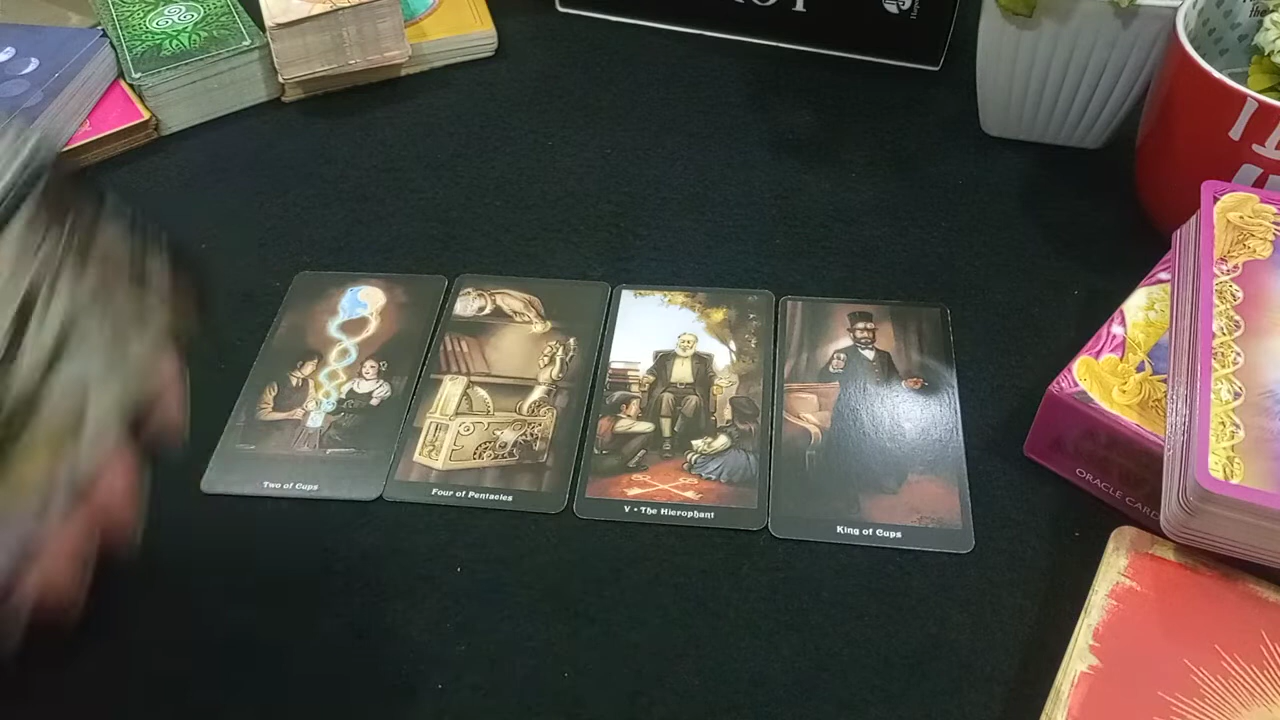 Two of Cups
Four of Pentacles
V • The Hierophant
King of Cups
ORACLE CARD